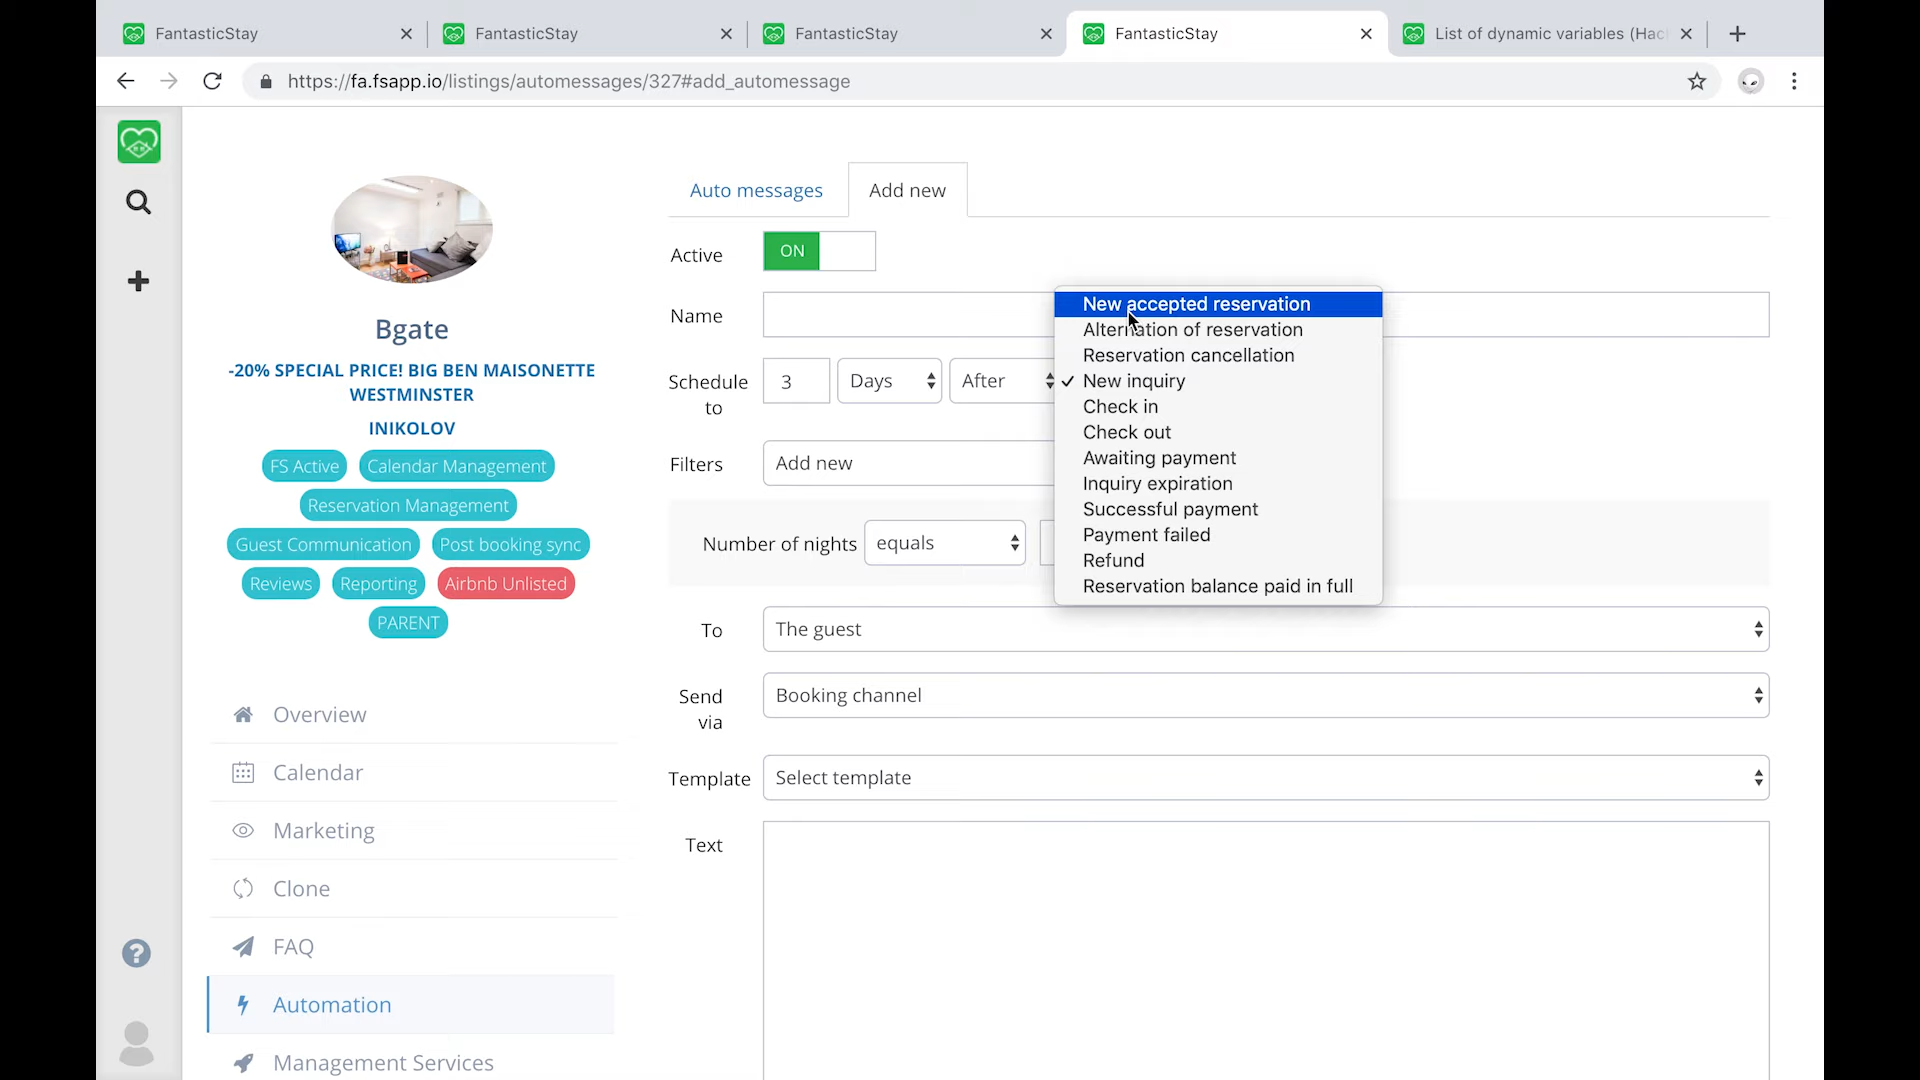 FantasticStay
FantasticStay
FantasticStay
FantasticStay
List of dynamic variables (Hac
https://fa.fsapp.io/listings/automessages/327#add_automessage
Bgate
-20% SPECIAL PRICE! BIG BEN MAISONETTE
WESTMINSTER
INIKOLOV
FS Active
Calendar Management
Reservation Management
Guest Communication
Post booking sync
Reviews
Reporting
Airbnb Unlisted
PARENT
Overview
Calendar
Marketing
Clone
FAQ
Automation
Management Services
Auto messages
Add new
Active
ON
Name
Schedule
to
3
Days
After
New accepted reservation
Alternation of reservation
Reservation cancellation
✓ New inquiry
Check in
Check out
Awaiting payment
Inquiry expiration
Successful payment
Payment failed
Refund
Reservation balance paid in full
Filters
Add new
Number of nights
equals
To
The guest
Send
via
Booking channel
Template
Select template
Text